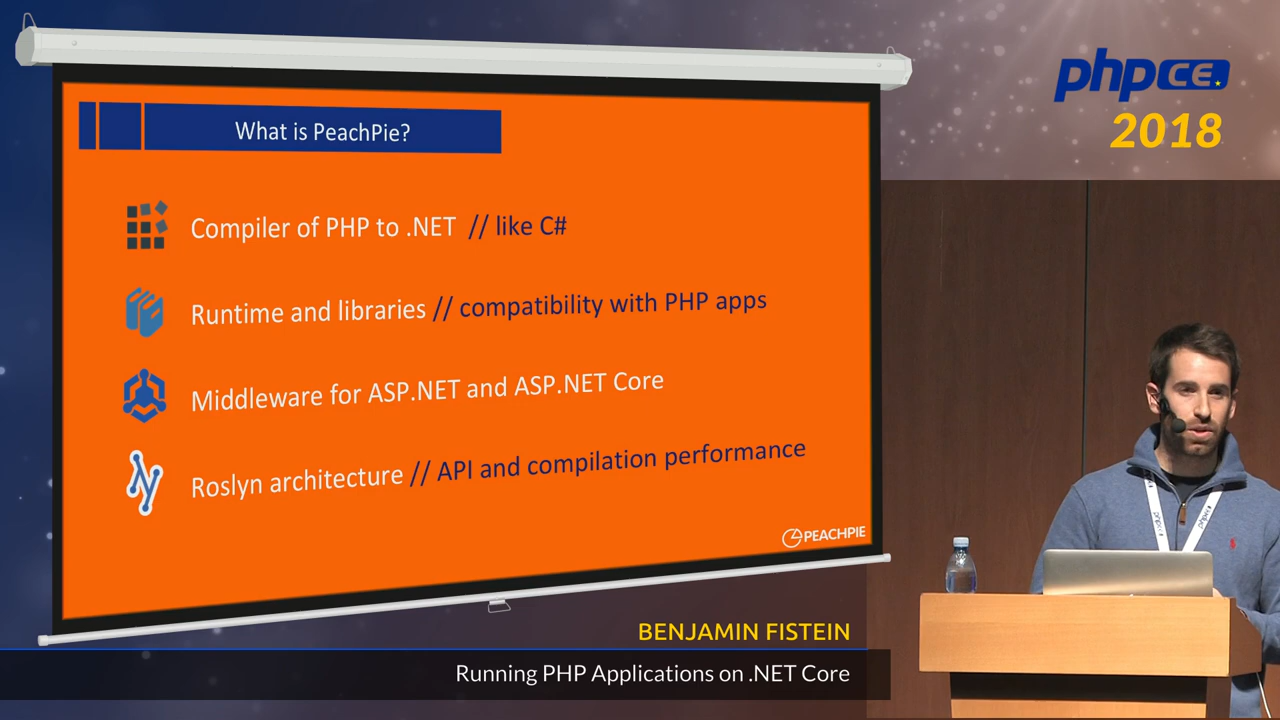 What is PeachPie?
Compiler of PHP to .NET // like C#
Runtime and libraries // compatibility with PHP apps
Middleware for ASP.NET and ASP.NET Core
Roslyn architecture // API and compilation performance
PEACHPIE
phpCE.
2018
phpce
BENJAMIN FISTEIN
Running PHP Applications on .NET Core